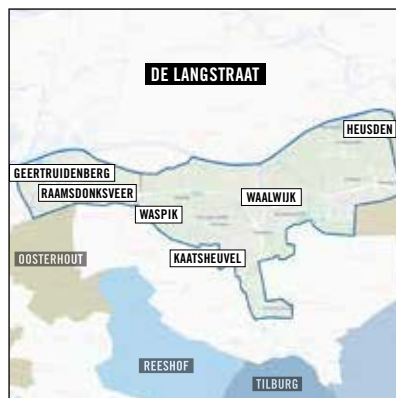 DE LANGSTRAAT
HEUSDEN
GEERTRUIDENBERG
RAAMSDONKSVEER
WAALWIJK
WASPIK
KAATSHEUVEL
OOSTERHOUT
REESHOF
TILBURG